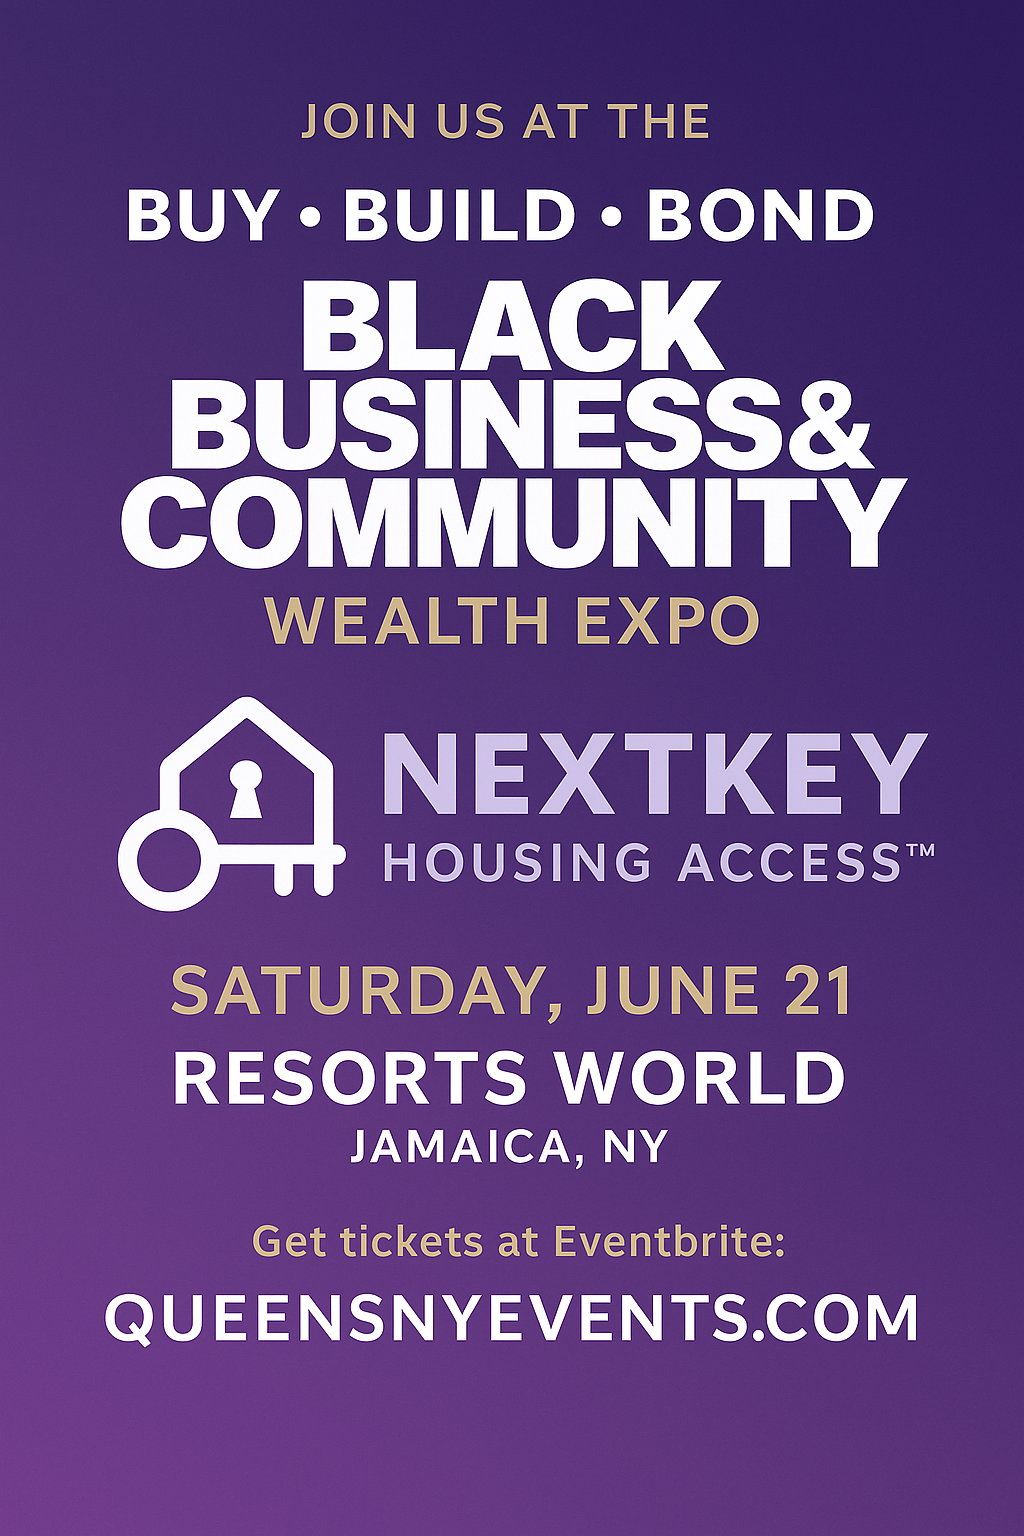 JOIN US AT THE
BUY • BUILD • BOND
BLACK
BUSINESS&
COMMUNITY
WEALTH EXPO
NEXTKEY
HOUSING ACCESS™
SATURDAY, JUNE 21
RESORTS WORLD
JAMAICA, NY
Get tickets at Eventbrite:
QUEENSNYEVENTS.COM